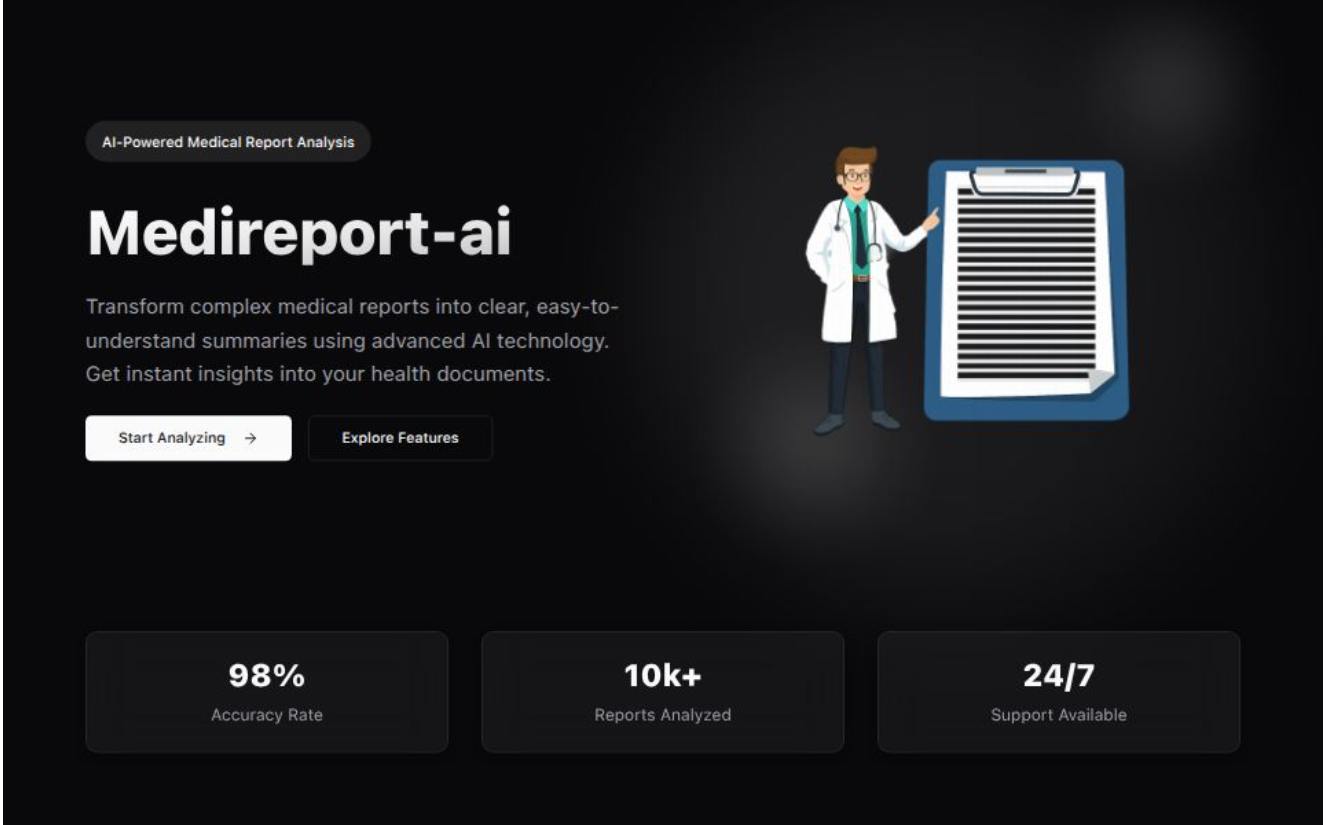 AI-Powered Medical Report Analysis
Medireport-ai
Transform complex medical reports into clear, easy-to-
understand summaries using advanced AI technology.
Get instant insights into your health documents.
Start Analyzing →
Explore Features
98%
Accuracy Rate
10k+
Reports Analyzed
24/7
Support Available